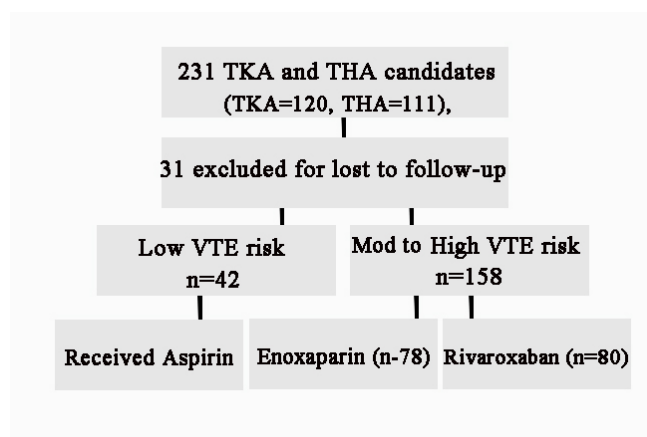 231 TKA and THA candidates
(TKA=120, THA=111),
31 excluded for lost to follow-up
Low VTE risk
n=42
Mod to High VTE risk
n=158
Received Aspirin
Enoxaparin (n-78)
Rivaroxaban (n=80)